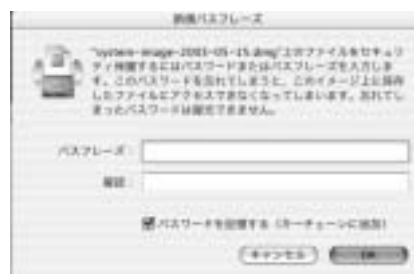 新規パスフレーズ
"system-image-2003-05-15.dmg"上のファイルをセキュリ
ティ保護するにはパスワードまたはパスフレーズを入力しま
す。このパスワードを忘れてしまうと、このイメージ上に保存
したファイルにアクセスできなくなってしまいます。忘れてし
まったパスワードは復元できません。
パスフレーズ:
確認:
パスワードを記憶する（キーチェーンに追加）
キャンセル
OK